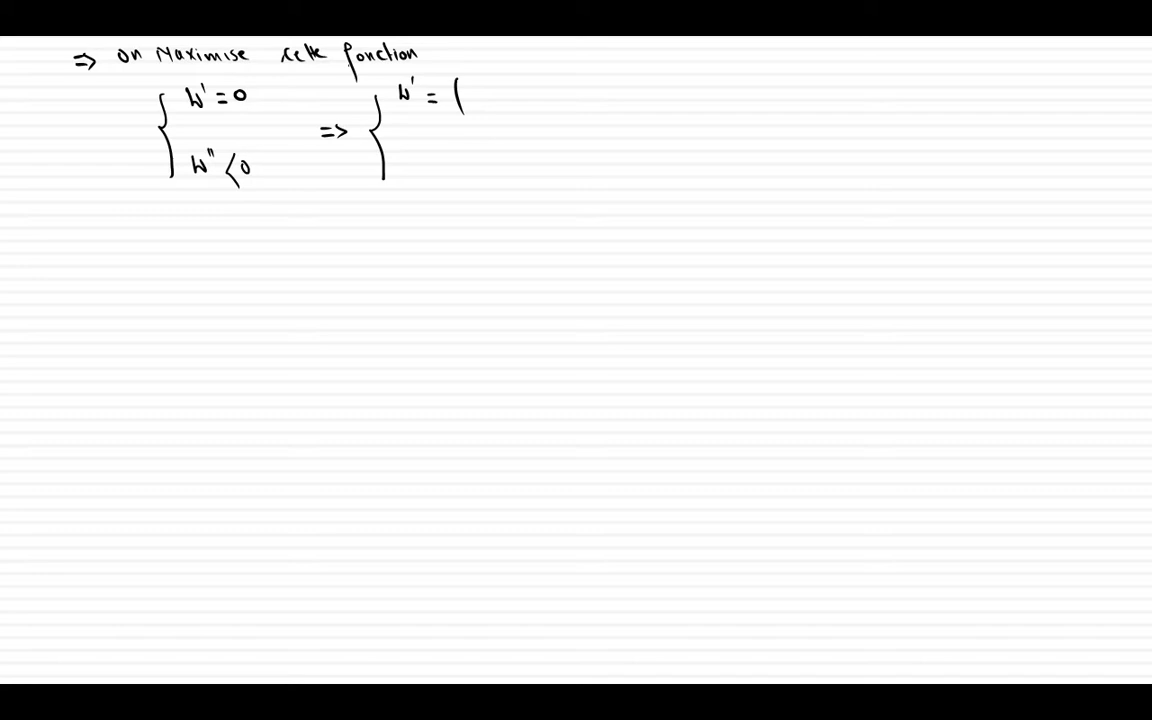 => on Maximise cette fonction
{ W' = 0 => { W' = (
W'' < 0